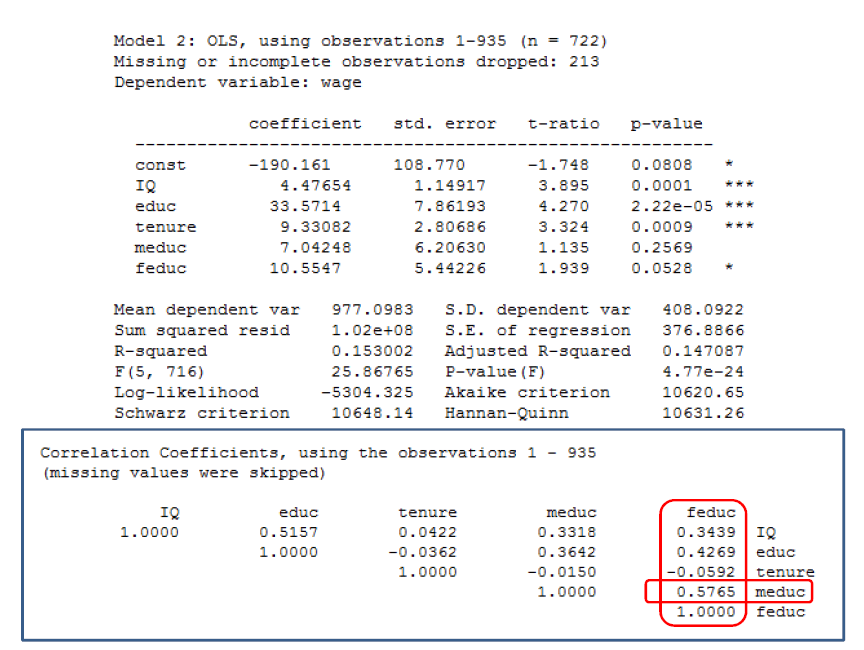 Model 2: OLS, using observations 1-935 (n = 722)
Missing or incomplete observations dropped: 213
Dependent variable: wage
coefficient std. error t-ratio p-value
---------------------------------------------------------
const -190.161 108.770 -1.748 0.0808 *
IQ 4.47654 1.14917 3.895 0.0001 ***
educ 33.5714 7.86193 4.270 2.22e-05 ***
tenure 9.33082 2.80686 3.324 0.0009 ***
meduc 7.04248 6.20630 1.135 0.2569
feduc 10.5547 5.44226 1.939 0.0528 *
Mean dependent var 977.0983 S.D. dependent var 408.0922
Sum squared resid 1.02e+08 S.E. of regression 376.8866
R-squared 0.153002 Adjusted R-squared 0.147087
F(5, 716) 25.86765 P-value(F) 4.77e-24
Log-likelihood -5304.325 Akaike criterion 10620.65
Schwarz criterion 10648.14 Hannan-Quinn 10631.26
Correlation Coefficients, using the observations 1 - 935
(missing values were skipped)
IQ educ tenure meduc feduc
1.0000 0.5157 0.0422 0.3318 0.3439 IQ
1.0000 -0.0362 0.3642 0.4269 educ
1.0000 -0.0150 -0.0592 tenure
1.0000 0.5765 meduc
1.0000 feduc